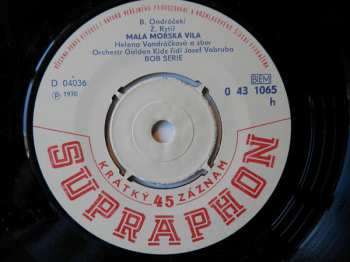 B. Ondráček
Z. Rytíř
MALÁ MOŘSKÁ VÍLA
Helena Vondráčková a sbor
Orchestr Golden Kids řídí Josef Vobruba
BOB SERIE
D 04036
℗ 1970
BIEM
0 43 1065
h
KRÁTKÝ 45 ZÁZNAM
SUPRAPHON